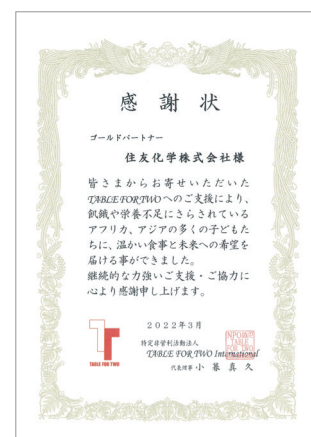 感謝状
ゴールドパートナー
住友化学株式会社様
皆さまからお寄せいただいた
TABLE FOR TWOへのご支援により、
飢餓や栄養不足にさらされている
アフリカ、アジアの多くの子どもた
ちに、温かい食事と未来への希望を
届ける事ができました。
継続的な力強いご支援・ご協力に
心より感謝申し上げます。
2022年3月
特定非営利活動法人
TABLE FOR TWO International
代表理事 小暮真久
TABLE FOR TWO